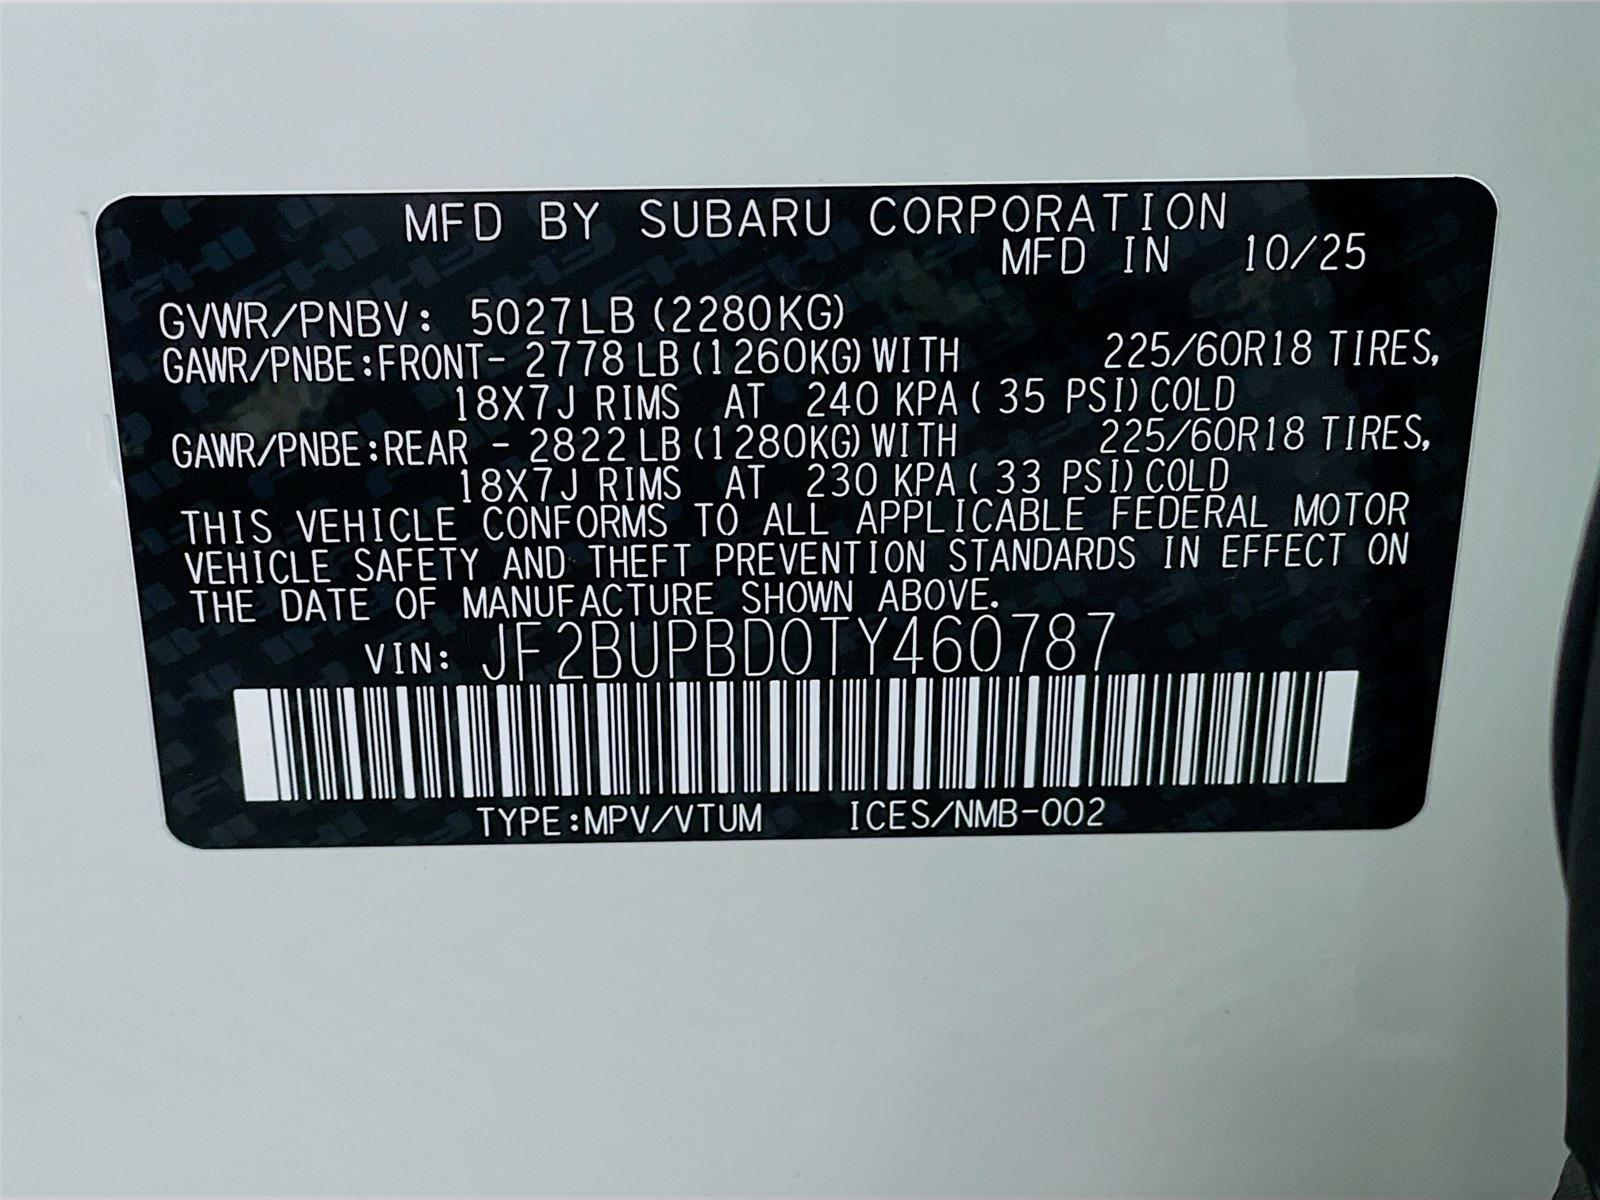 MFD BY SUBARU CORPORATION
MFD IN 10/25
GVWR/PNBV: 5027LB (2280KG)
GAWR/PNBE:FRONT- 2778 LB (1260KG) WITH 225/60R18 TIRES,
18X7J RIMS AT 240 KPA ( 35 PSI) COLD
GAWR/PNBE:REAR - 2822 LB (1280KG) WITH 225/60R18 TIRES,
18X7J RIMS AT 230 KPA ( 33 PSI) COLD
THIS VEHICLE CONFORMS TO ALL APPLICABLE FEDERAL MOTOR
VEHICLE SAFETY AND THEFT PREVENTION STANDARDS IN EFFECT ON
THE DATE OF MANUFACTURE SHOWN ABOVE.
VIN: JF2BUPBD0TY460787
TYPE:MPV/VTUM ICES/NMB-002